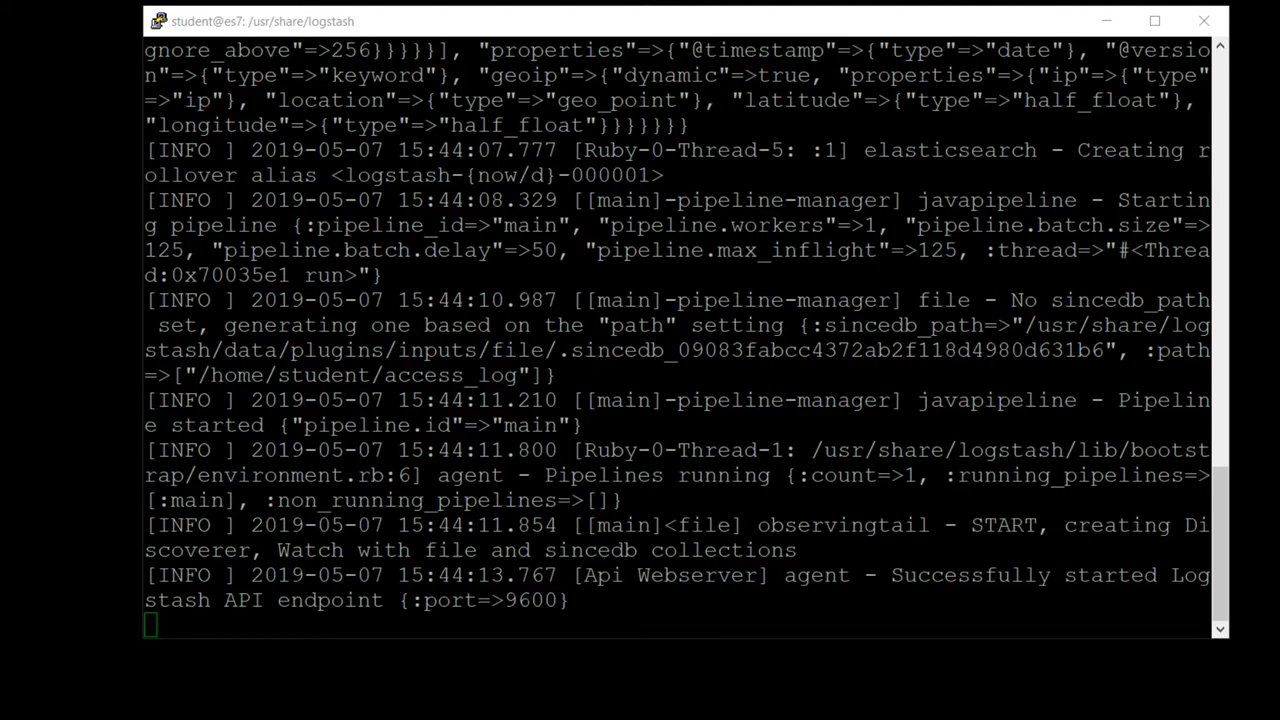 student@es7: /usr/share/logstash
gnore_above"=>256}}}}}], "properties"=>{"@timestamp"=>{"type"=>"date"}, "@versio
n"=>{"type"=>"keyword"}, "geoip"=>{"dynamic"=>true, "properties"=>{"ip"=>{"type"
=>"ip"}, "location"=>{"type"=>"geo_point"}, "latitude"=>{"type"=>"half_float"},
"longitude"=>{"type"=>"half_float"}}}}}}}
[INFO ] 2019-05-07 15:44:07.777 [Ruby-0-Thread-5: :1] elasticsearch - Creating r
ollover alias <logstash-{now/d}-000001>
[INFO ] 2019-05-07 15:44:08.329 [[main]-pipeline-manager] javapipeline - Startin
g pipeline {:pipeline_id=>"main", "pipeline.workers"=>1, "pipeline.batch.size"=>
125, "pipeline.batch.delay"=>50, "pipeline.max_inflight"=>125, :thread=>"#<Threa
d:0x70035e1 run>"}
[INFO ] 2019-05-07 15:44:10.987 [[main]-pipeline-manager] file - No sincedb_path
 set, generating one based on the "path" setting {:sincedb_path=>"/usr/share/log
stash/data/plugins/inputs/file/.sincedb_09083fabcc4372ab2f118d4980d631b6", :path
=>["/home/student/access_log"]}
[INFO ] 2019-05-07 15:44:11.210 [[main]-pipeline-manager] javapipeline - Pipelin
e started {"pipeline.id"=>"main"}
[INFO ] 2019-05-07 15:44:11.800 [Ruby-0-Thread-1: /usr/share/logstash/lib/bootst
rap/environment.rb:6] agent - Pipelines running {:count=>1, :running_pipelines=>
[:main], :non_running_pipelines=>[]}
[INFO ] 2019-05-07 15:44:11.854 [[main]<file] observingtail - START, creating Di
scoverer, Watch with file and sincedb collections
[INFO ] 2019-05-07 15:44:13.767 [Api Webserver] agent - Successfully started Log
stash API endpoint {:port=>9600}